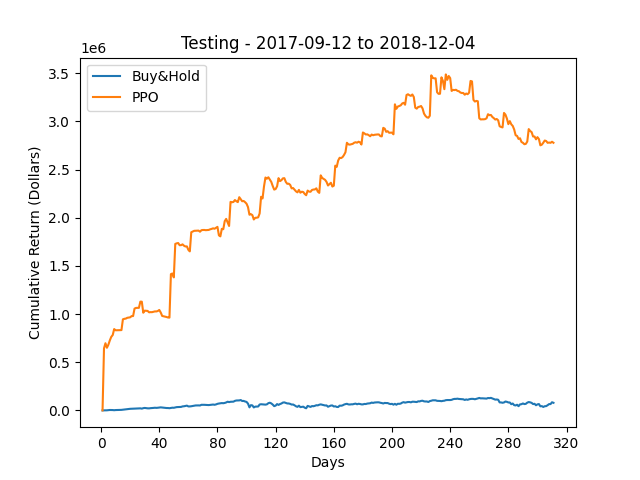 Testing - 2017-09-12 to 2018-12-04
1e6
Buy&Hold
PPO
3.5
3.0
2.5
2.0
1.5
1.0
0.5
0.0
Cumulative Return (Dollars)
0 40 80 120 160 200 240 280 320
Days